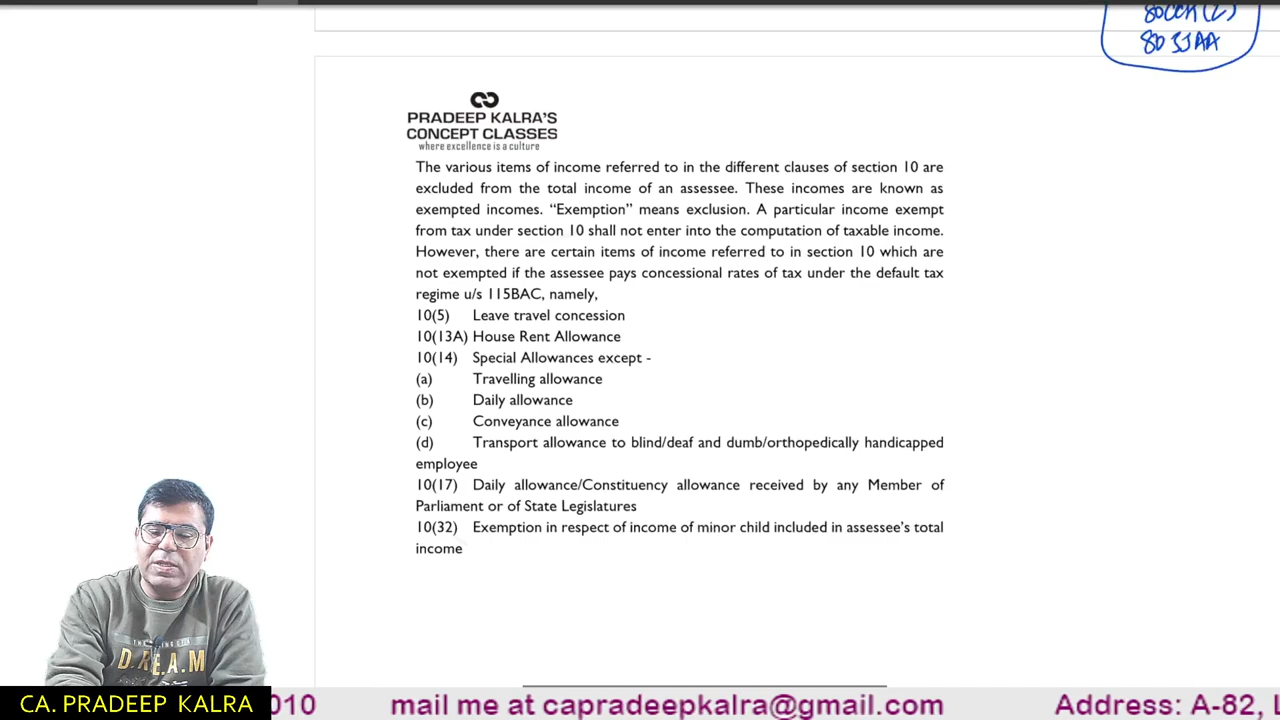 80CCH(2)
80JJAA
PRADEEP KALRA'S
CONCEPT CLASSES
where excellence is a culture
The various items of income referred to in the different clauses of section 10 are
excluded from the total income of an assessee. These incomes are known as
exempted incomes. “Exemption” means exclusion. A particular income exempt
from tax under section 10 shall not enter into the computation of taxable income.
However, there are certain items of income referred to in section 10 which are
not exempted if the assessee pays concessional rates of tax under the default tax
regime u/s 115BAC, namely,
10(5) Leave travel concession
10(13A) House Rent Allowance
10(14) Special Allowances except -
(a) Travelling allowance
(b) Daily allowance
(c) Conveyance allowance
(d) Transport allowance to blind/deaf and dumb/orthopedically handicapped
employee
10(17) Daily allowance/Constituency allowance received by any Member of
Parliament or of State Legislatures
10(32) Exemption in respect of income of minor child included in assessee’s total
income
D.R.E.A.M
CA. PRADEEP KALRA 010 mail me at capradeepkalra@gmail.com Address: A-82, L